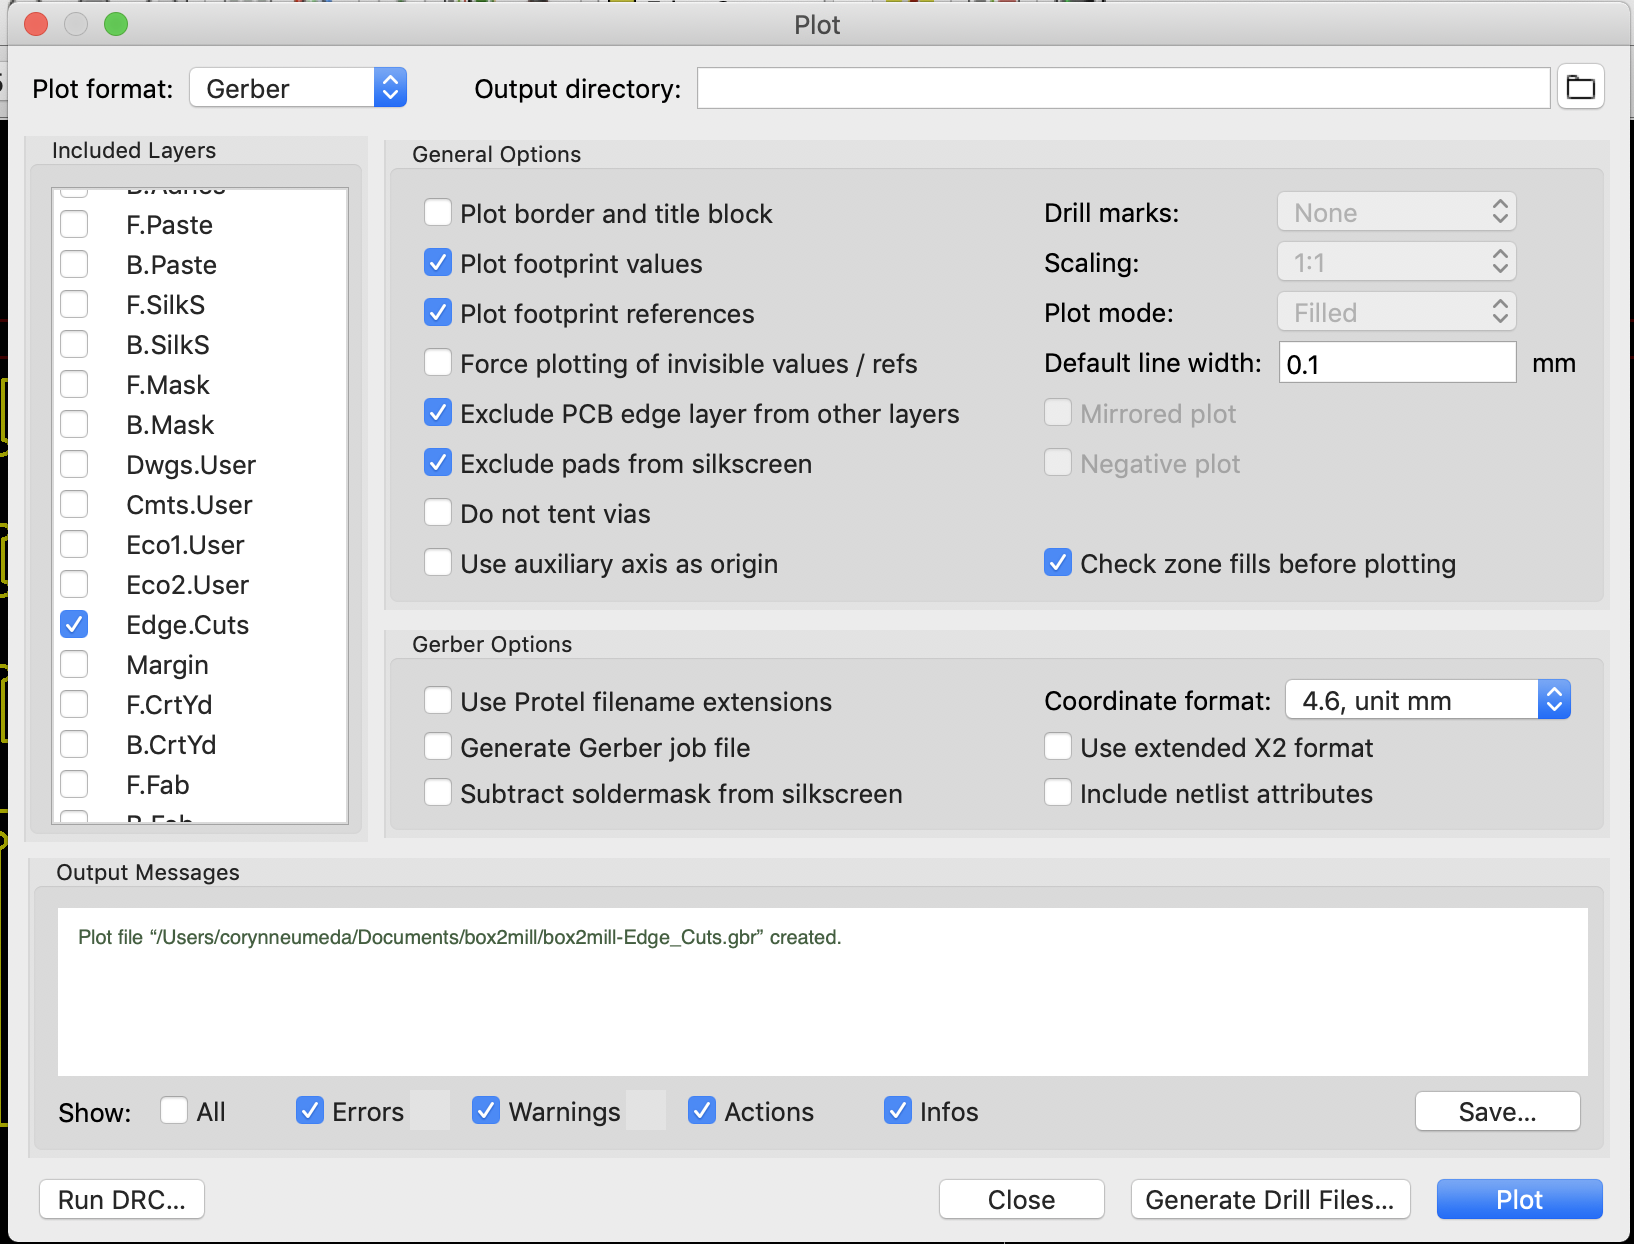 Plot
Plot format: Gerber Output directory:
Included Layers
F.Paste
B.Paste
F.SilkS
B.SilkS
F.Mask
B.Mask
Dwgs.User
Cmts.User
Eco1.User
Eco2.User
Edge.Cuts
Margin
F.CrtYd
B.CrtYd
F.Fab
B.Fab
General Options
Plot border and title block
Plot footprint values
Plot footprint references
Force plotting of invisible values / refs
Exclude PCB edge layer from other layers
Exclude pads from silkscreen
Do not tent vias
Use auxiliary axis as origin
Drill marks: None
Scaling: 1:1
Plot mode: Filled
Default line width: 0.1 mm
Mirrored plot
Negative plot
Check zone fills before plotting
Gerber Options
Use Protel filename extensions
Generate Gerber job file
Subtract soldermask from silkscreen
Coordinate format: 4.6, unit mm
Use extended X2 format
Include netlist attributes
Output Messages
Plot file “/Users/corynneumeda/Documents/box2mill/box2mill-Edge_Cuts.gbr” created.
Show: All Errors Warnings Actions Infos Save...
Run DRC... Close Generate Drill Files... Plot